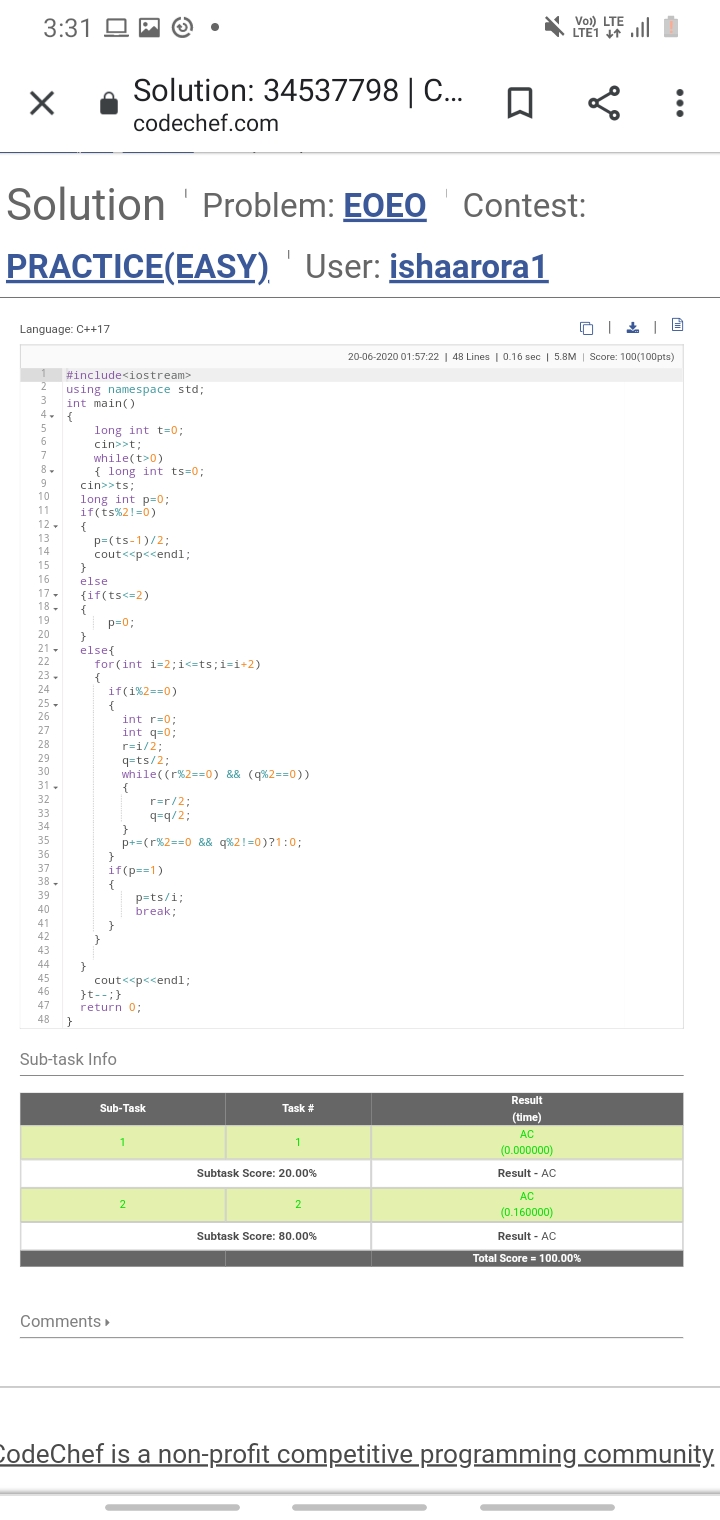 3:31
Vo)) LTE
LTE1
Solution: 34537798 | C...
codechef.com
Solution
Problem: EOEO
Contest:
PRACTICE(EASY)
User: ishaarora1
Language: C++17
20-06-2020 01:57:22 | 48 Lines | 0.16 sec | 5.8M | Score: 100(100pts)
1 #include<iostream>
2 using namespace std;
3 int main()
4 {
5 long int t=0;
6 cin>>t;
7 while(t>0)
8 { long int ts=0;
9 cin>>ts;
10 long int p=0;
11 if(ts%2!=0)
12 {
13 p=(ts-1)/2;
14 cout<<p<<endl;
15 }
16 else
17 {if(ts<=2)
18 {
19 p=0;
20 }
21 else{
22 for(int i=2;i<=ts;i=i+2)
23 {
24 if(i%2==0)
25 {
26 int r=0;
27 int q=0;
28 r=i/2;
29 q=ts/2;
30 while((r%2==0) && (q%2==0))
31 {
32 r=r/2;
33 q=q/2;
34 }
35 p+=(r%2==0 && q%2!=0)?1:0;
36 }
37 if(p==1)
38 {
39 p=ts/i;
40 break;
41 }
42 }
43
44 }
45 cout<<p<<endl;
46 }t--;}
47 return 0;
48 }
Sub-task Info
Sub-Task Task # Result
(time)
1 1 AC
(0.000000)
Subtask Score: 20.00% Result - AC
2 2 AC
(0.160000)
Subtask Score: 80.00% Result - AC
Total Score = 100.00%
Comments
CodeChef is a non-profit competitive programming community